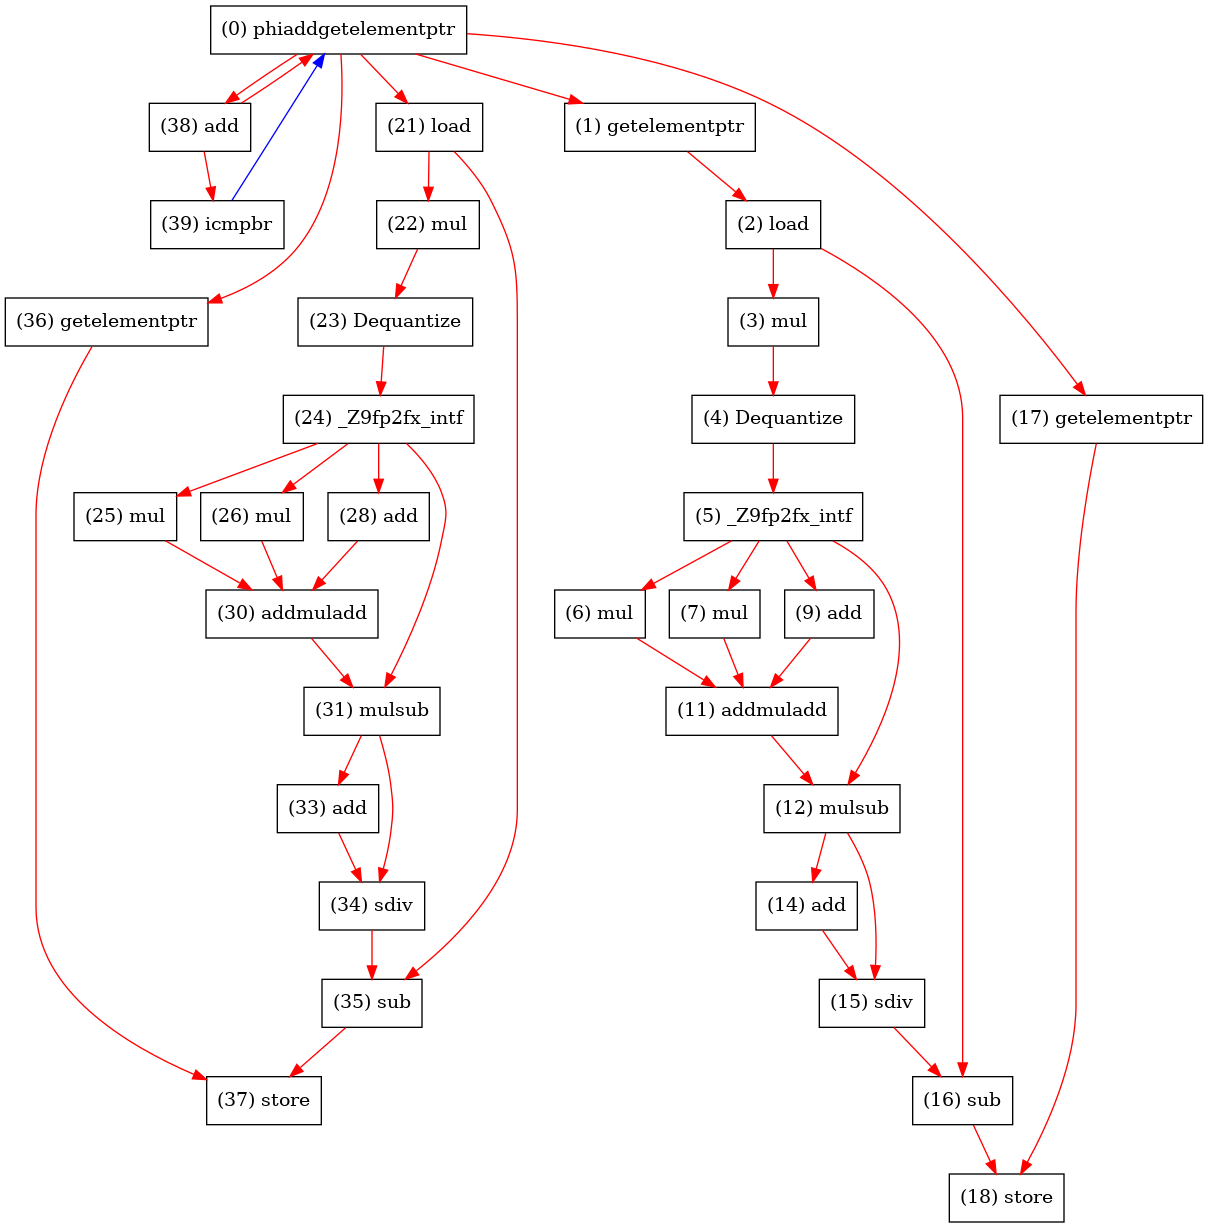 (0) phiaddgetelementptr
(38) add
(21) load
(1) getelementptr
(39) icmpbr
(22) mul
(2) load
(36) getelementptr
(23) Dequantize
(3) mul
(24) _Z9fp2fx_intf
(4) Dequantize
(17) getelementptr
(25) mul
(26) mul
(28) add
(5) _Z9fp2fx_intf
(30) addmuladd
(6) mul
(7) mul
(9) add
(31) mulsub
(11) addmuladd
(33) add
(12) mulsub
(34) sdiv
(14) add
(35) sub
(15) sdiv
(37) store
(16) sub
(18) store